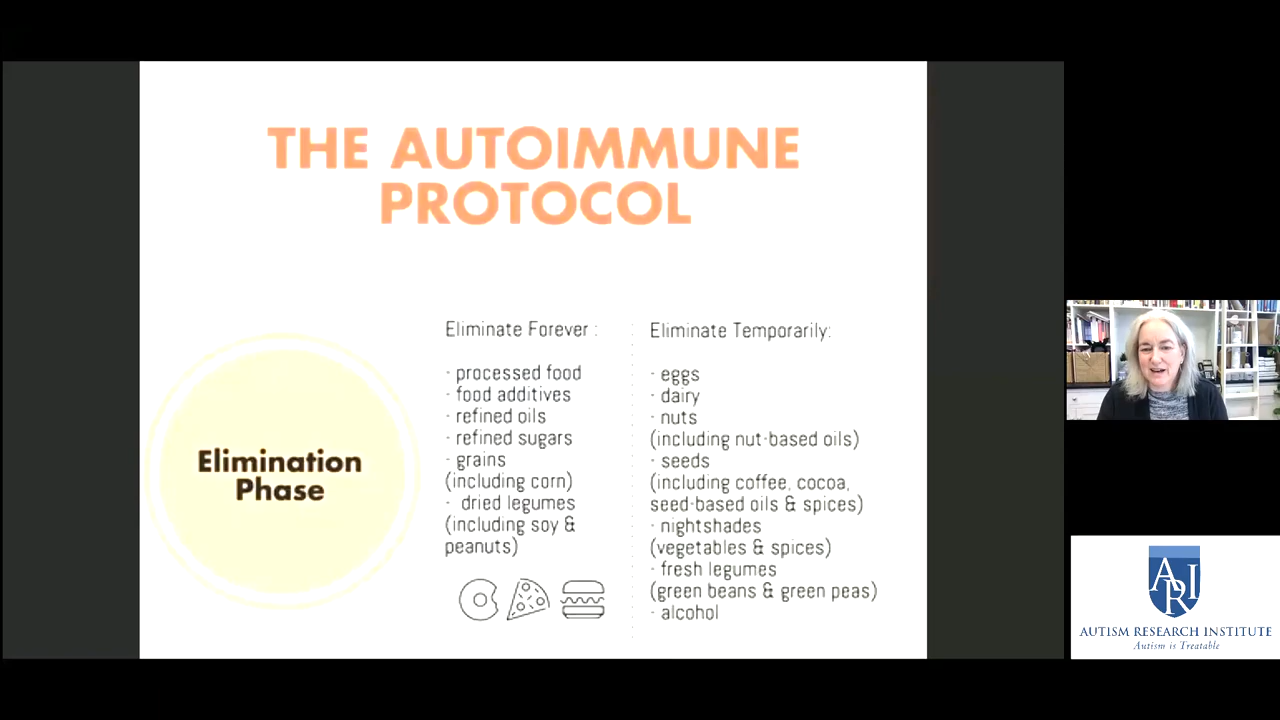 THE AUTOIMMUNE
PROTOCOL
Elimination
Phase
Eliminate Forever :
- processed food
- food additives
- refined oils
- refined sugars
- grains
(including corn)
- dried legumes
(including soy &
peanuts)
Eliminate Temporarily:
- eggs
- dairy
- nuts
(including nut-based oils)
- seeds
(including coffee, cocoa,
seed-based oils & spices)
- nightshades
(vegetables & spices)
- fresh legumes
(green beans & green peas)
- alcohol
ARI
AUTISM RESEARCH INSTITUTE
Autism is Treatable